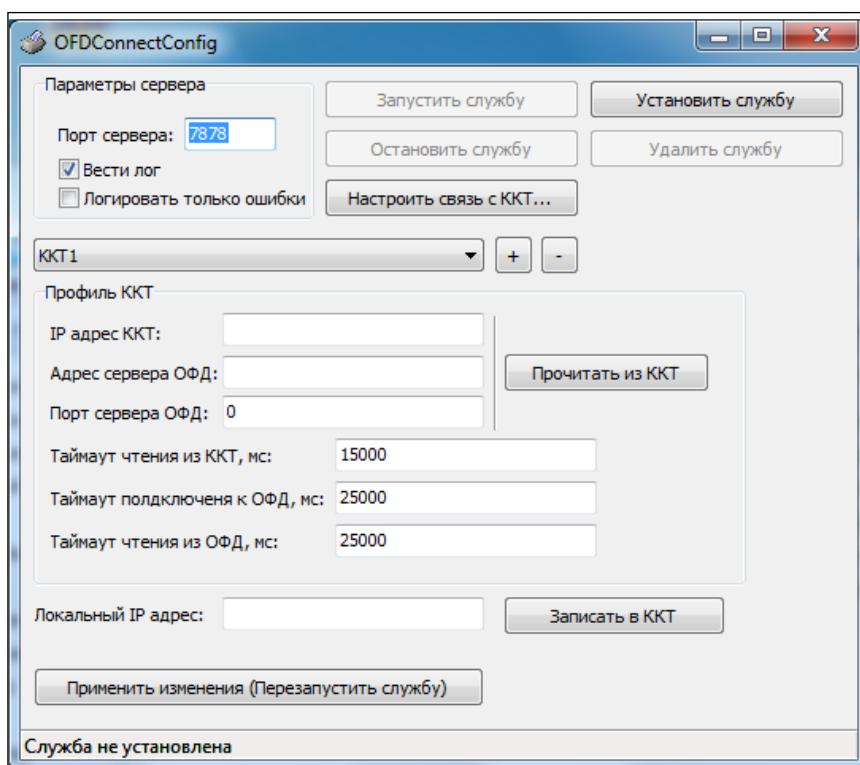 OFDConnectConfig
Параметры сервера
Порт сервера: 7878
Вести лог
Логировать только ошибки
Запустить службу
Установить службу
Остановить службу
Удалить службу
Настроить связь с ККТ...
ККТ1
+
-
Профиль ККТ
IP адрес ККТ:
Адрес сервера ОФД:
Порт сервера ОФД: 0
Прочитать из ККТ
Таймаут чтения из ККТ, мс: 15000
Таймаут полдключеня к ОФД, мс: 25000
Таймаут чтения из ОФД, мс: 25000
Локальный IP адрес:
Записать в ККТ
Применить изменения (Перезапустить службу)
Служба не установлена